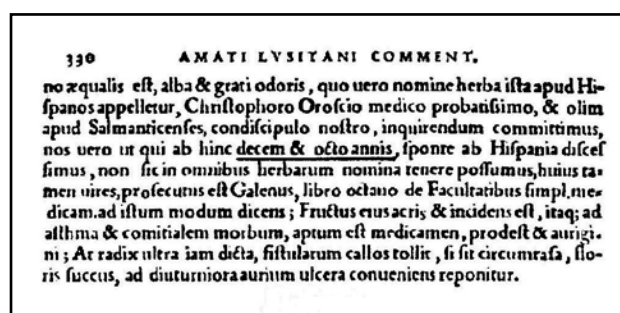 330 AMATI LVSITANI COMMENT.
no æqualis est, alba & grati odoris, quo uero nomine herba ista apud Hi-
spanos appelletur, Christophoro Oroscio medico probatissimo, & olim
apud Salmanticenses, condiscipulo nostro, inquirendum committimus,
nos uero ut qui ab hinc decem & octo annis, sponte ab Hispania disces
simus, non sic in omnibus herbarum nomina tenere possumus, huius ta-
men uires, prosecutus est Galenus, libro octauo de Facultatibus simpl. me-
dicam. ad istum modum dicens; Fructus eius acris & incidens est, itaq; ad
asthma & comitialem morbum, aptum est medicamen, prodest & aurigi-
ni; At radix ultra iam dicta, fistularum callos tollit, si sit circumrasa, flo-
ris succus, ad diuturniora aurium ulcera conueniens reponitur.